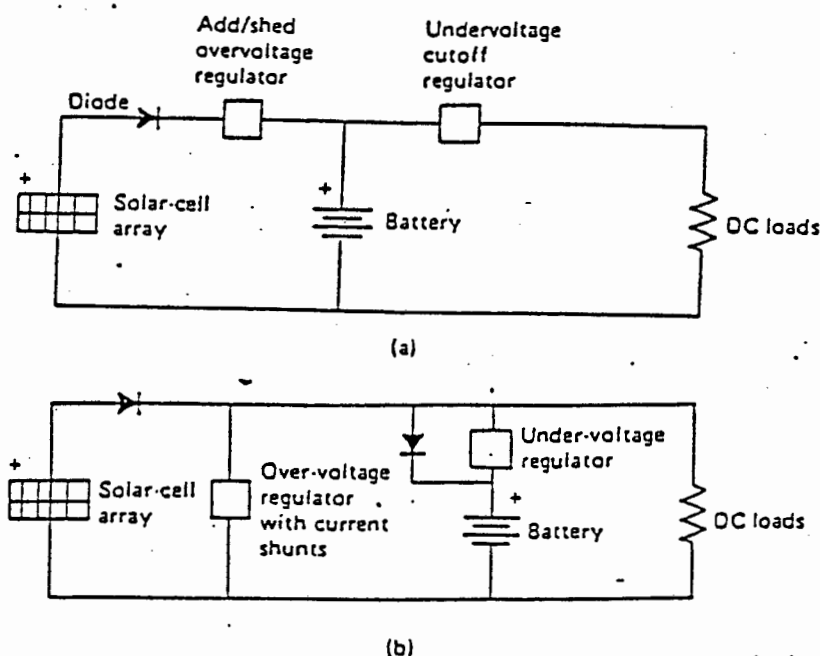 Add/shed
overvoltage
regulator
Undervoltage
cutoff
regulator
Diode
+
Solar-cell
array
+
Battery
DC loads
(a)
+
Solar-cell
array
Over-voltage
regulator
with current
shunts
Under-voltage
regulator
+
Battery
DC loads
(b)